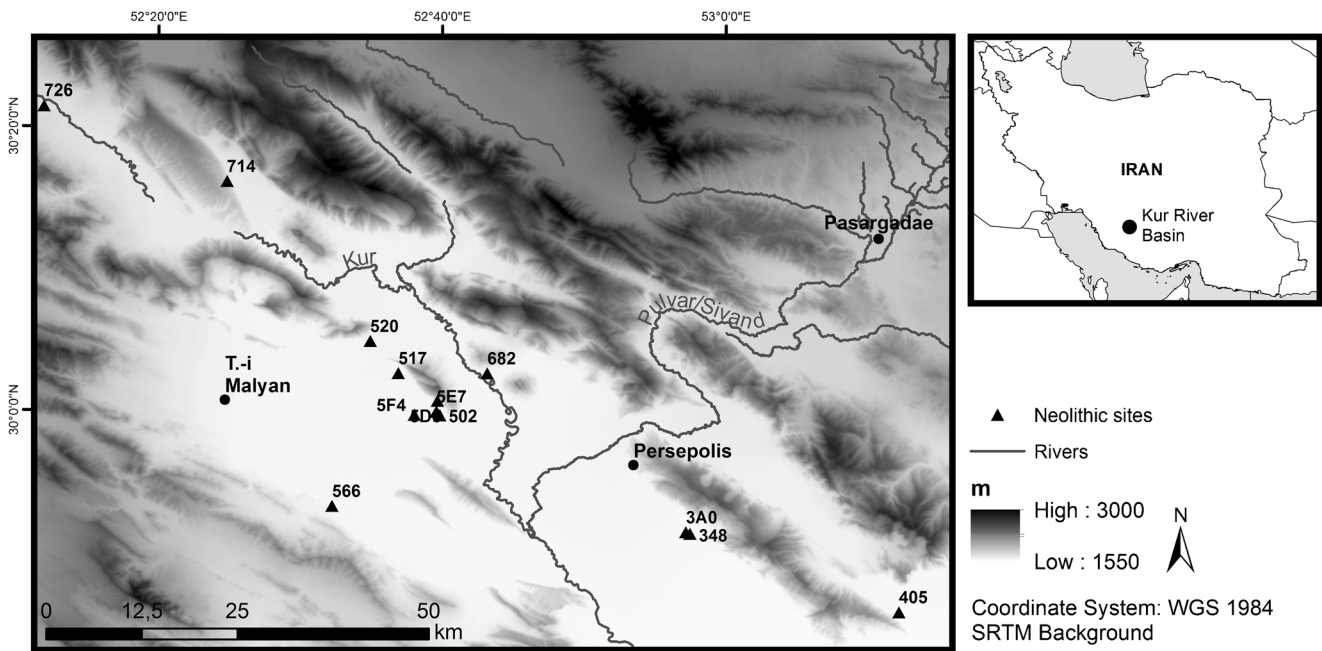 52°20'0"E
52°40'0"E
53°0'0"E
30°20'0"N
30°0'0"N
726
714
Pasargadae
Kur
Pulvar/Sivand
520
T.-i
Malyan
517
682
5E7
5F4
502
Persepolis
566
3A0
348
405
0
12,5
25
50
km
IRAN
Kur River
Basin
Neolithic sites
Rivers
m
High : 3000
Low : 1550
N
Coordinate System: WGS 1984
SRTM Background